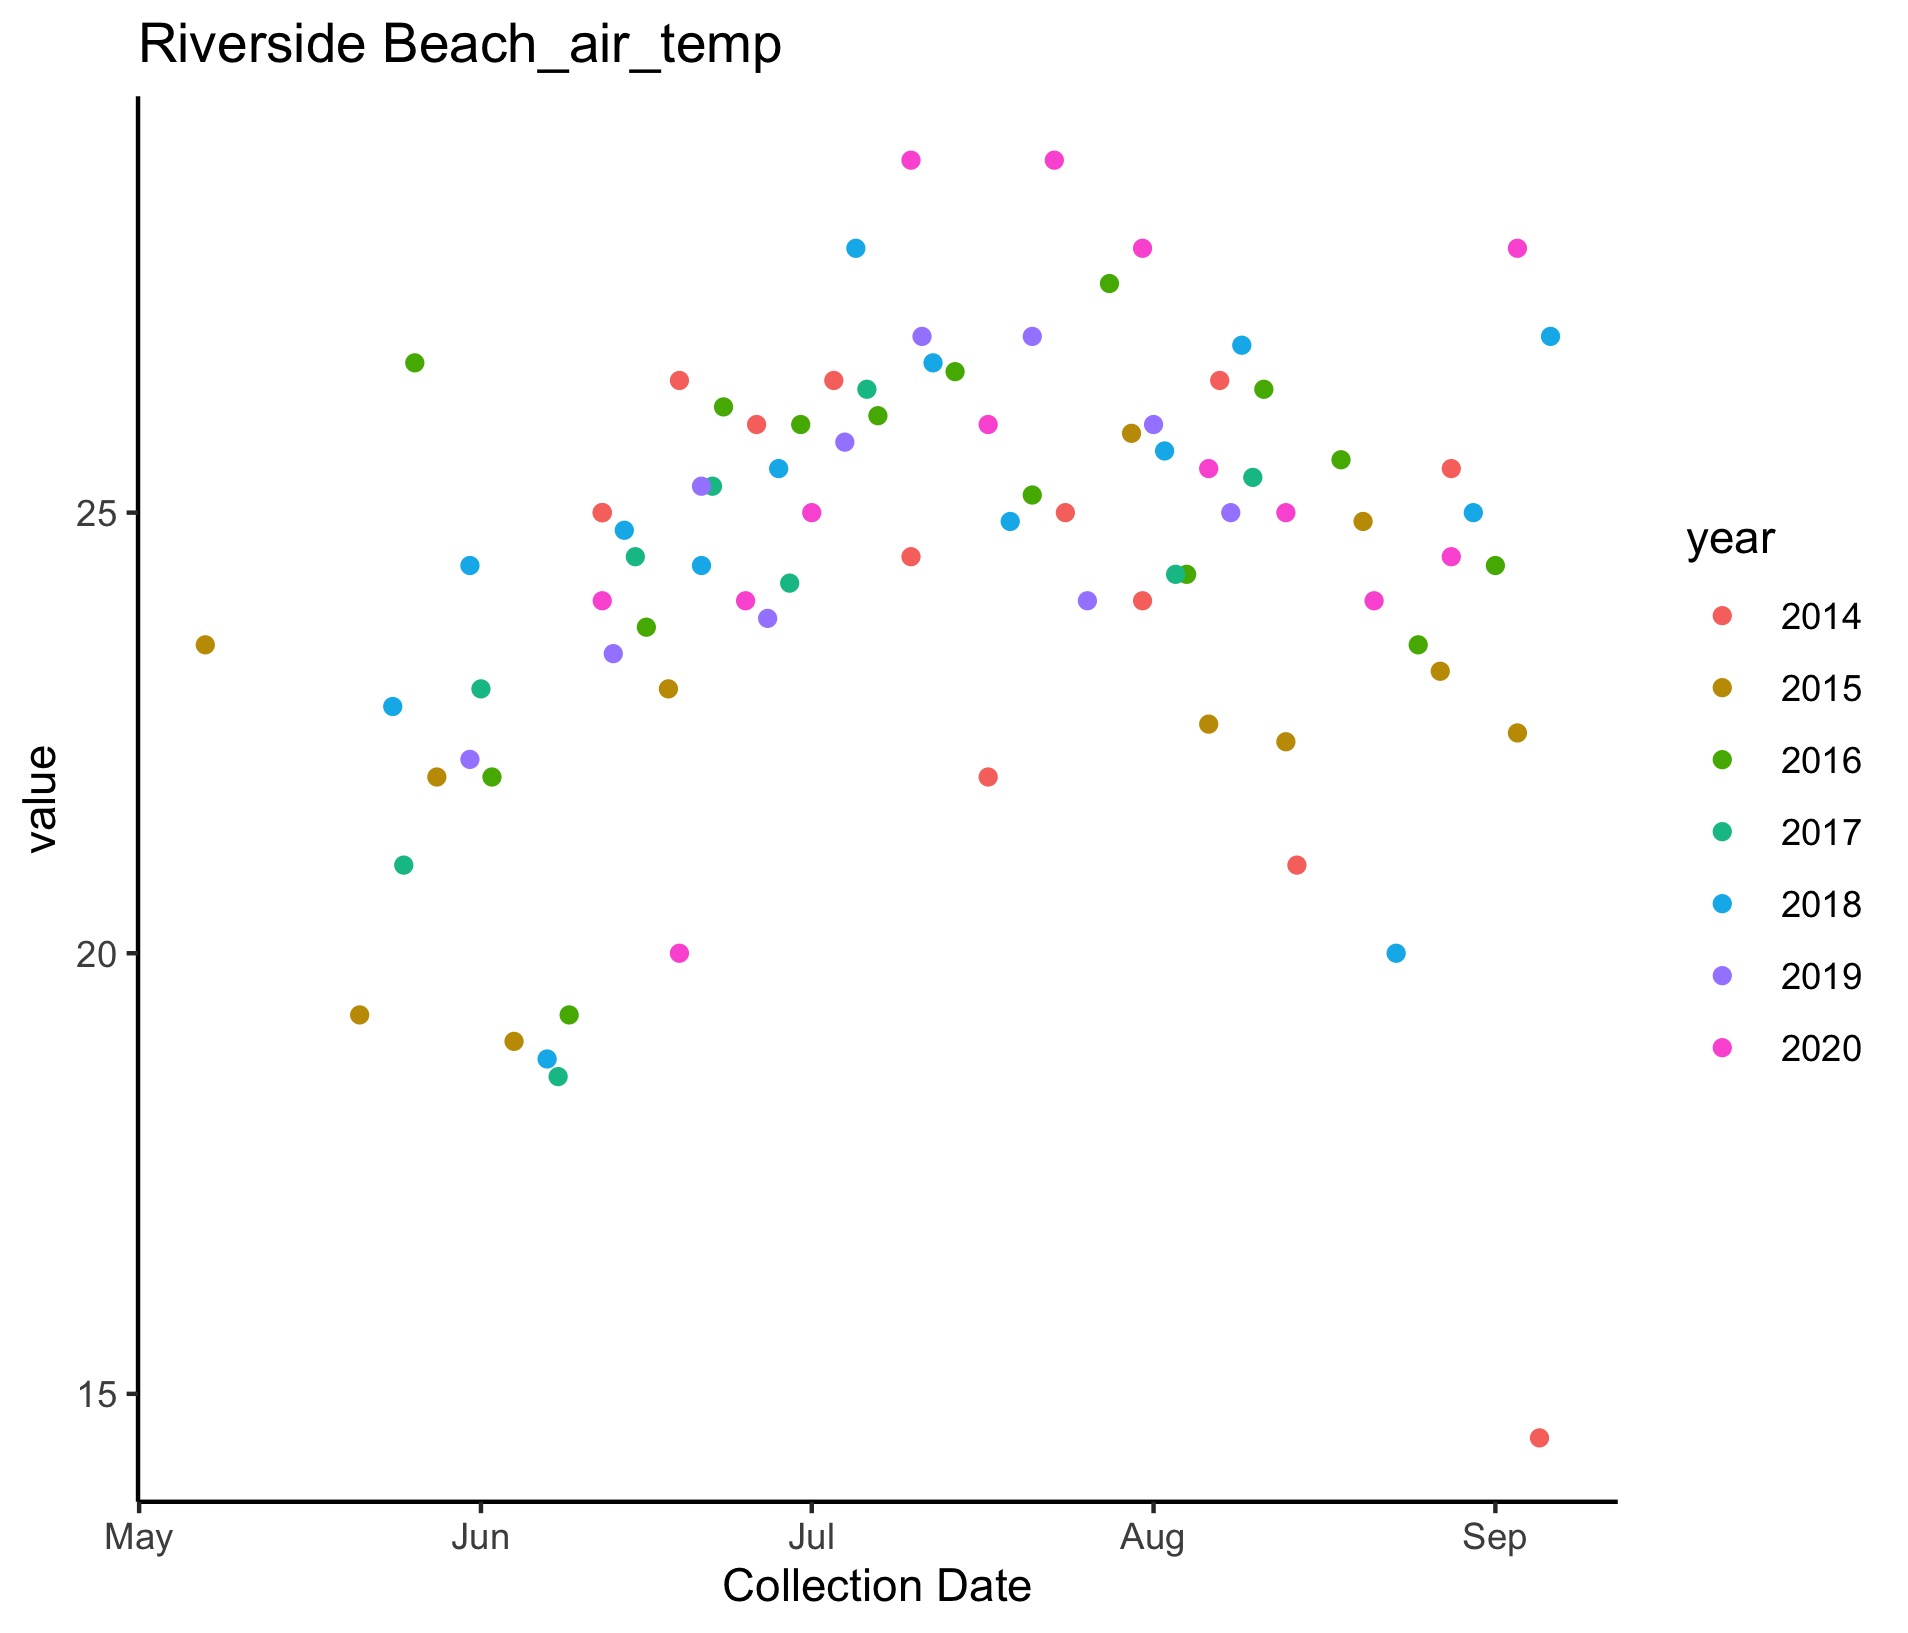 Riverside Beach_air_temp
value
25
20
15
May Jun Jul Aug Sep
Collection Date
year
2014
2015
2016
2017
2018
2019
2020